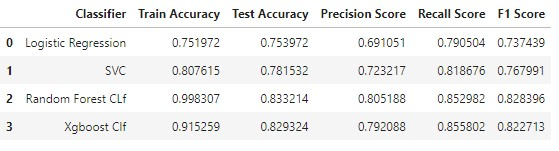 Classifier Train Accuracy Test Accuracy Precision Score Recall Score F1 Score
0 Logistic Regression 0.751972 0.753972 0.691051 0.790504 0.737439
1 SVC 0.807615 0.781532 0.723217 0.818676 0.767991
2 Random Forest CLf 0.998307 0.833214 0.805188 0.852982 0.828396
3 Xgboost Clf 0.915259 0.829324 0.792088 0.855802 0.822713